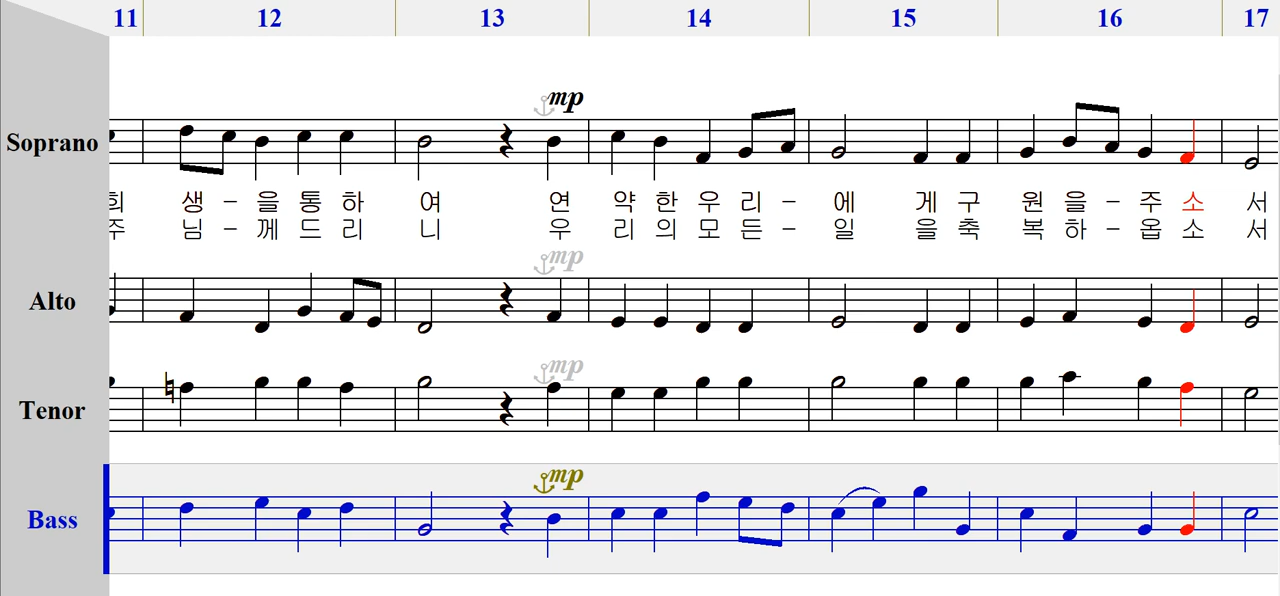 11 12 13 14 15 16 17
mp
Soprano
희 생 - 을 통 하 여 연 약 한 우 리 - 에 게 구 원 을 - 주 소 서
주 님 - 께 드 리 니 우 리 의 모 든 - 일 을 축 복 하 - 옵 소 서
mp
Alto
mp
Tenor
mp
Bass